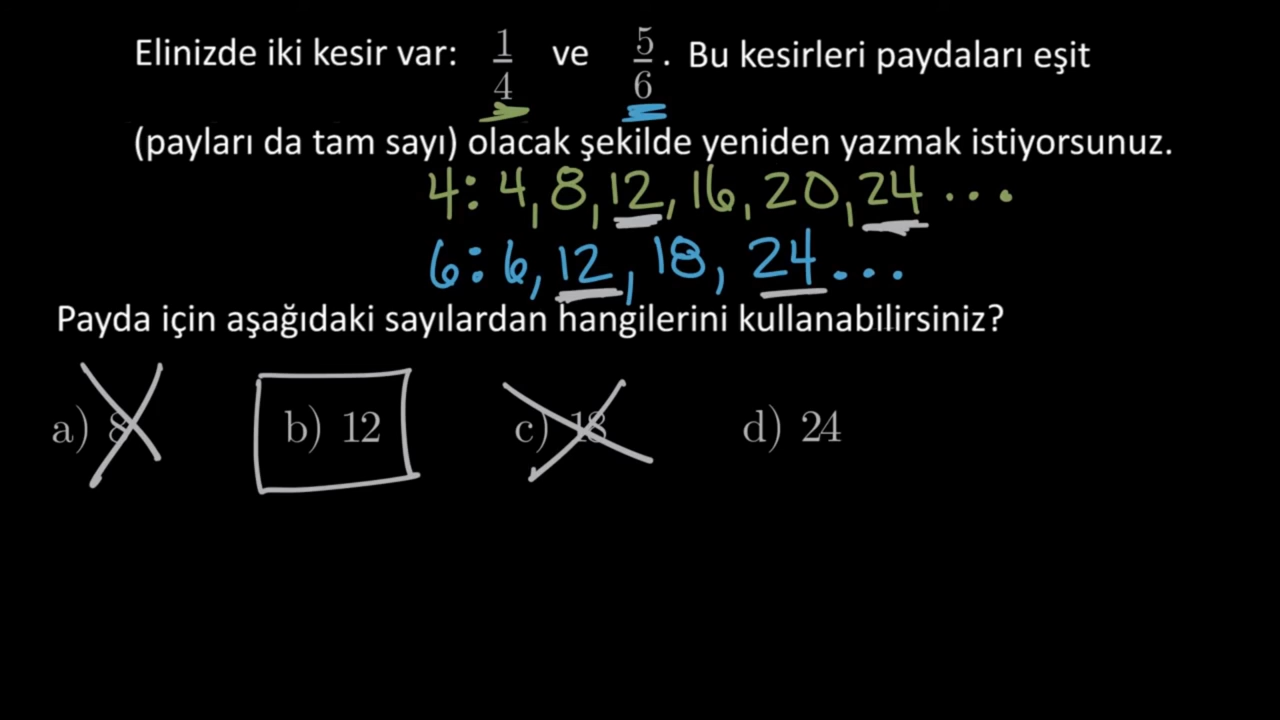 Elinizde iki kesir var: 1/4 ve 5/6. Bu kesirleri paydaları eşit
(payları da tam sayı) olacak şekilde yeniden yazmak istiyorsunuz.
4: 4, 8, 12, 16, 20, 24 ...
6: 6, 12, 18, 24 ...
Payda için aşağıdaki sayılardan hangilerini kullanabilirsiniz?
a) 8 b) 12 c) 18 d) 24